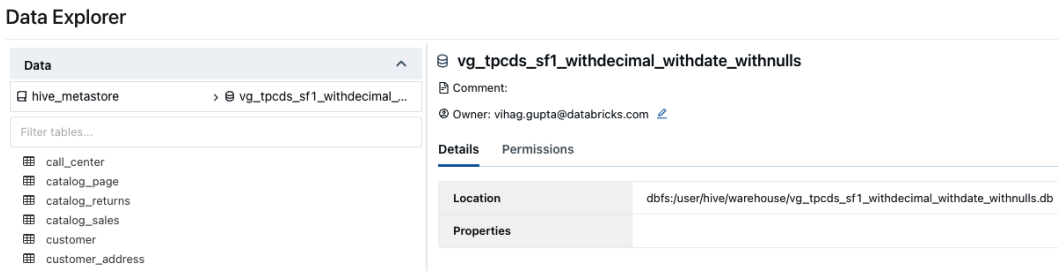 Data Explorer
Data
hive_metastore > vg_tpcds_sf1_withdecimal_...
Filter tables...
call_center
catalog_page
catalog_returns
catalog_sales
customer
customer_address
vg_tpcds_sf1_withdecimal_withdate_withnulls
Comment:
Owner: vihag.gupta@databricks.com
Details Permissions
Location dbfs:/user/hive/warehouse/vg_tpcds_sf1_withdecimal_withdate_withnulls.db
Properties